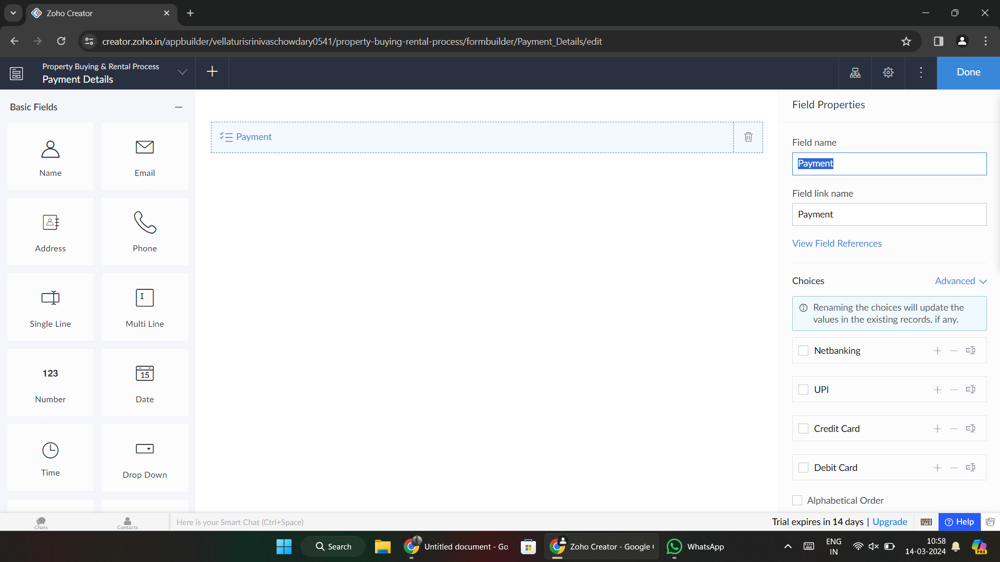 Zoho Creator
creator.zoho.in/appbuilder/vellaturisrinivaschowdary0541/property-buying-rental-process/formbuilder/Payment_Details/edit
Property Buying & Rental Process
Payment Details
Done
Basic Fields
Name
Email
Address
Phone
Single Line
Multi Line
123
Number
15
Date
Time
Drop Down
Payment
Field Properties
Field name
Payment
Field link name
Payment
View Field References
Choices
Advanced
Renaming the choices will update the
values in the existing records, if any.
Netbanking
UPI
Credit Card
Debit Card
Alphabetical Order
Chats
Contacts
Here is your Smart Chat (Ctrl+Space)
Trial expires in 14 days | Upgrade
Help
Search
Untitled document - Go
Zoho Creator - Google
WhatsApp
ENG
IN
10:58
14-03-2024
PRE